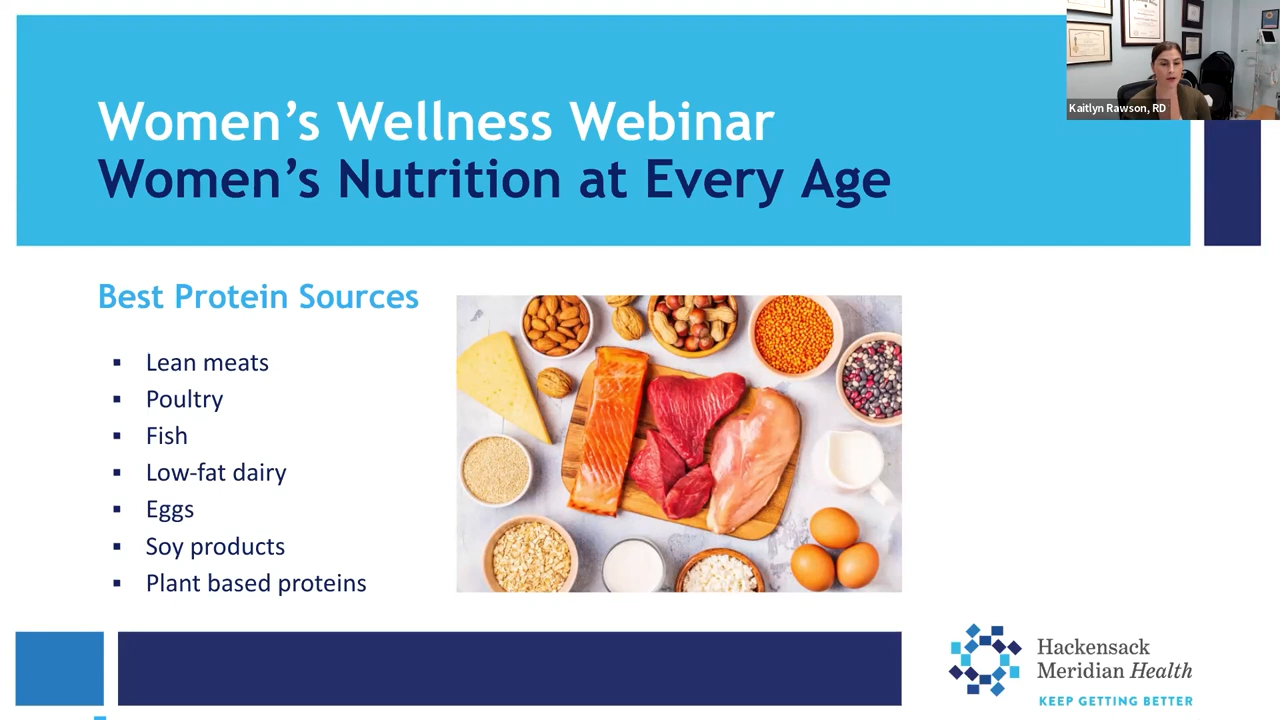 Women's Wellness Webinar
Women's Nutrition at Every Age
Kaitlyn Rawson, RD
Best Protein Sources
▪ Lean meats
▪ Poultry
▪ Fish
▪ Low-fat dairy
▪ Eggs
▪ Soy products
▪ Plant based proteins
Hackensack
Meridian Health
KEEP GETTING BETTER